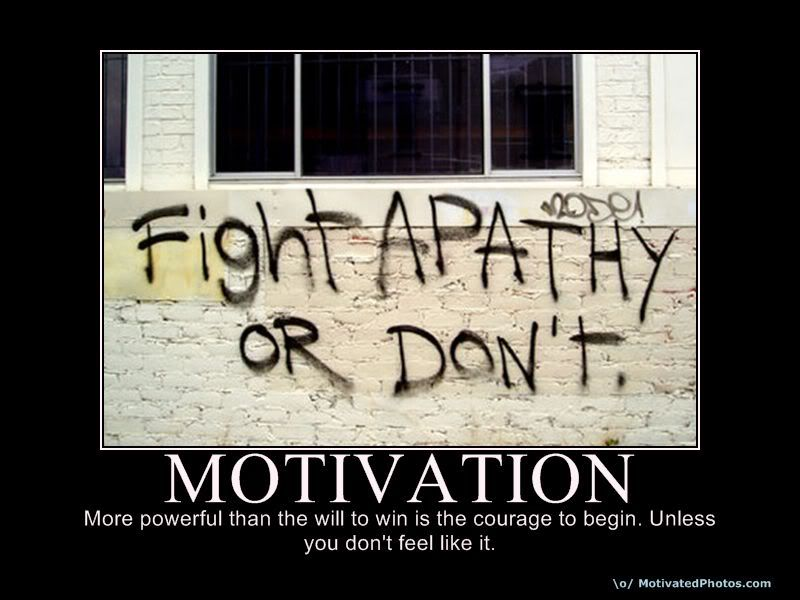 Fight APATHY
OR DON'T.
MOTIVATION
More powerful than the will to win is the courage to begin. Unless
you don't feel like it.
\o/ MotivatedPhotos.com